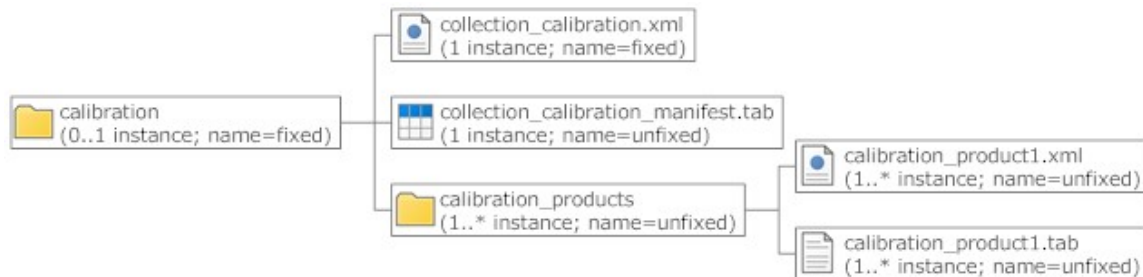 collection_calibration.xml
(1 instance; name=fixed)
calibration
(0..1 instance; name=fixed)
collection_calibration_manifest.tab
(1 instance; name=unfixed)
calibration_products
(1..* instance; name=unfixed)
calibration_product1.xml
(1..* instance; name=unfixed)
calibration_product1.tab
(1..* instance; name=unfixed)